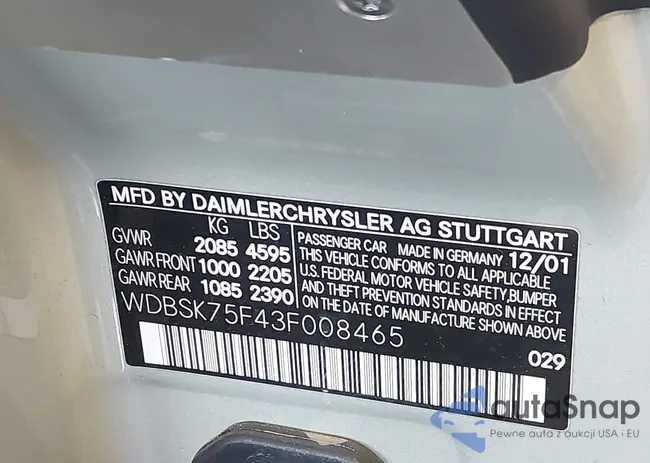 MFD BY DAIMLERCHRYSLER AG STUTTGART
KG LBS
GVWR 2085 4595
GAWR FRONT 1000 2205
GAWR REAR 1085 2390
PASSENGER CAR MADE IN GERMANY 12/01
THIS VEHICLE CONFORMS TO ALL APPLICABLE
U.S. FEDERAL MOTOR VEHICLE SAFETY, BUMPER
AND THEFT PREVENTION STANDARDS IN EFFECT
ON THE DATE OF MANUFACTURE SHOWN ABOVE
WDBSK75F43F008465
029
autaSnap
Pewne auta z aukcji USA i EU